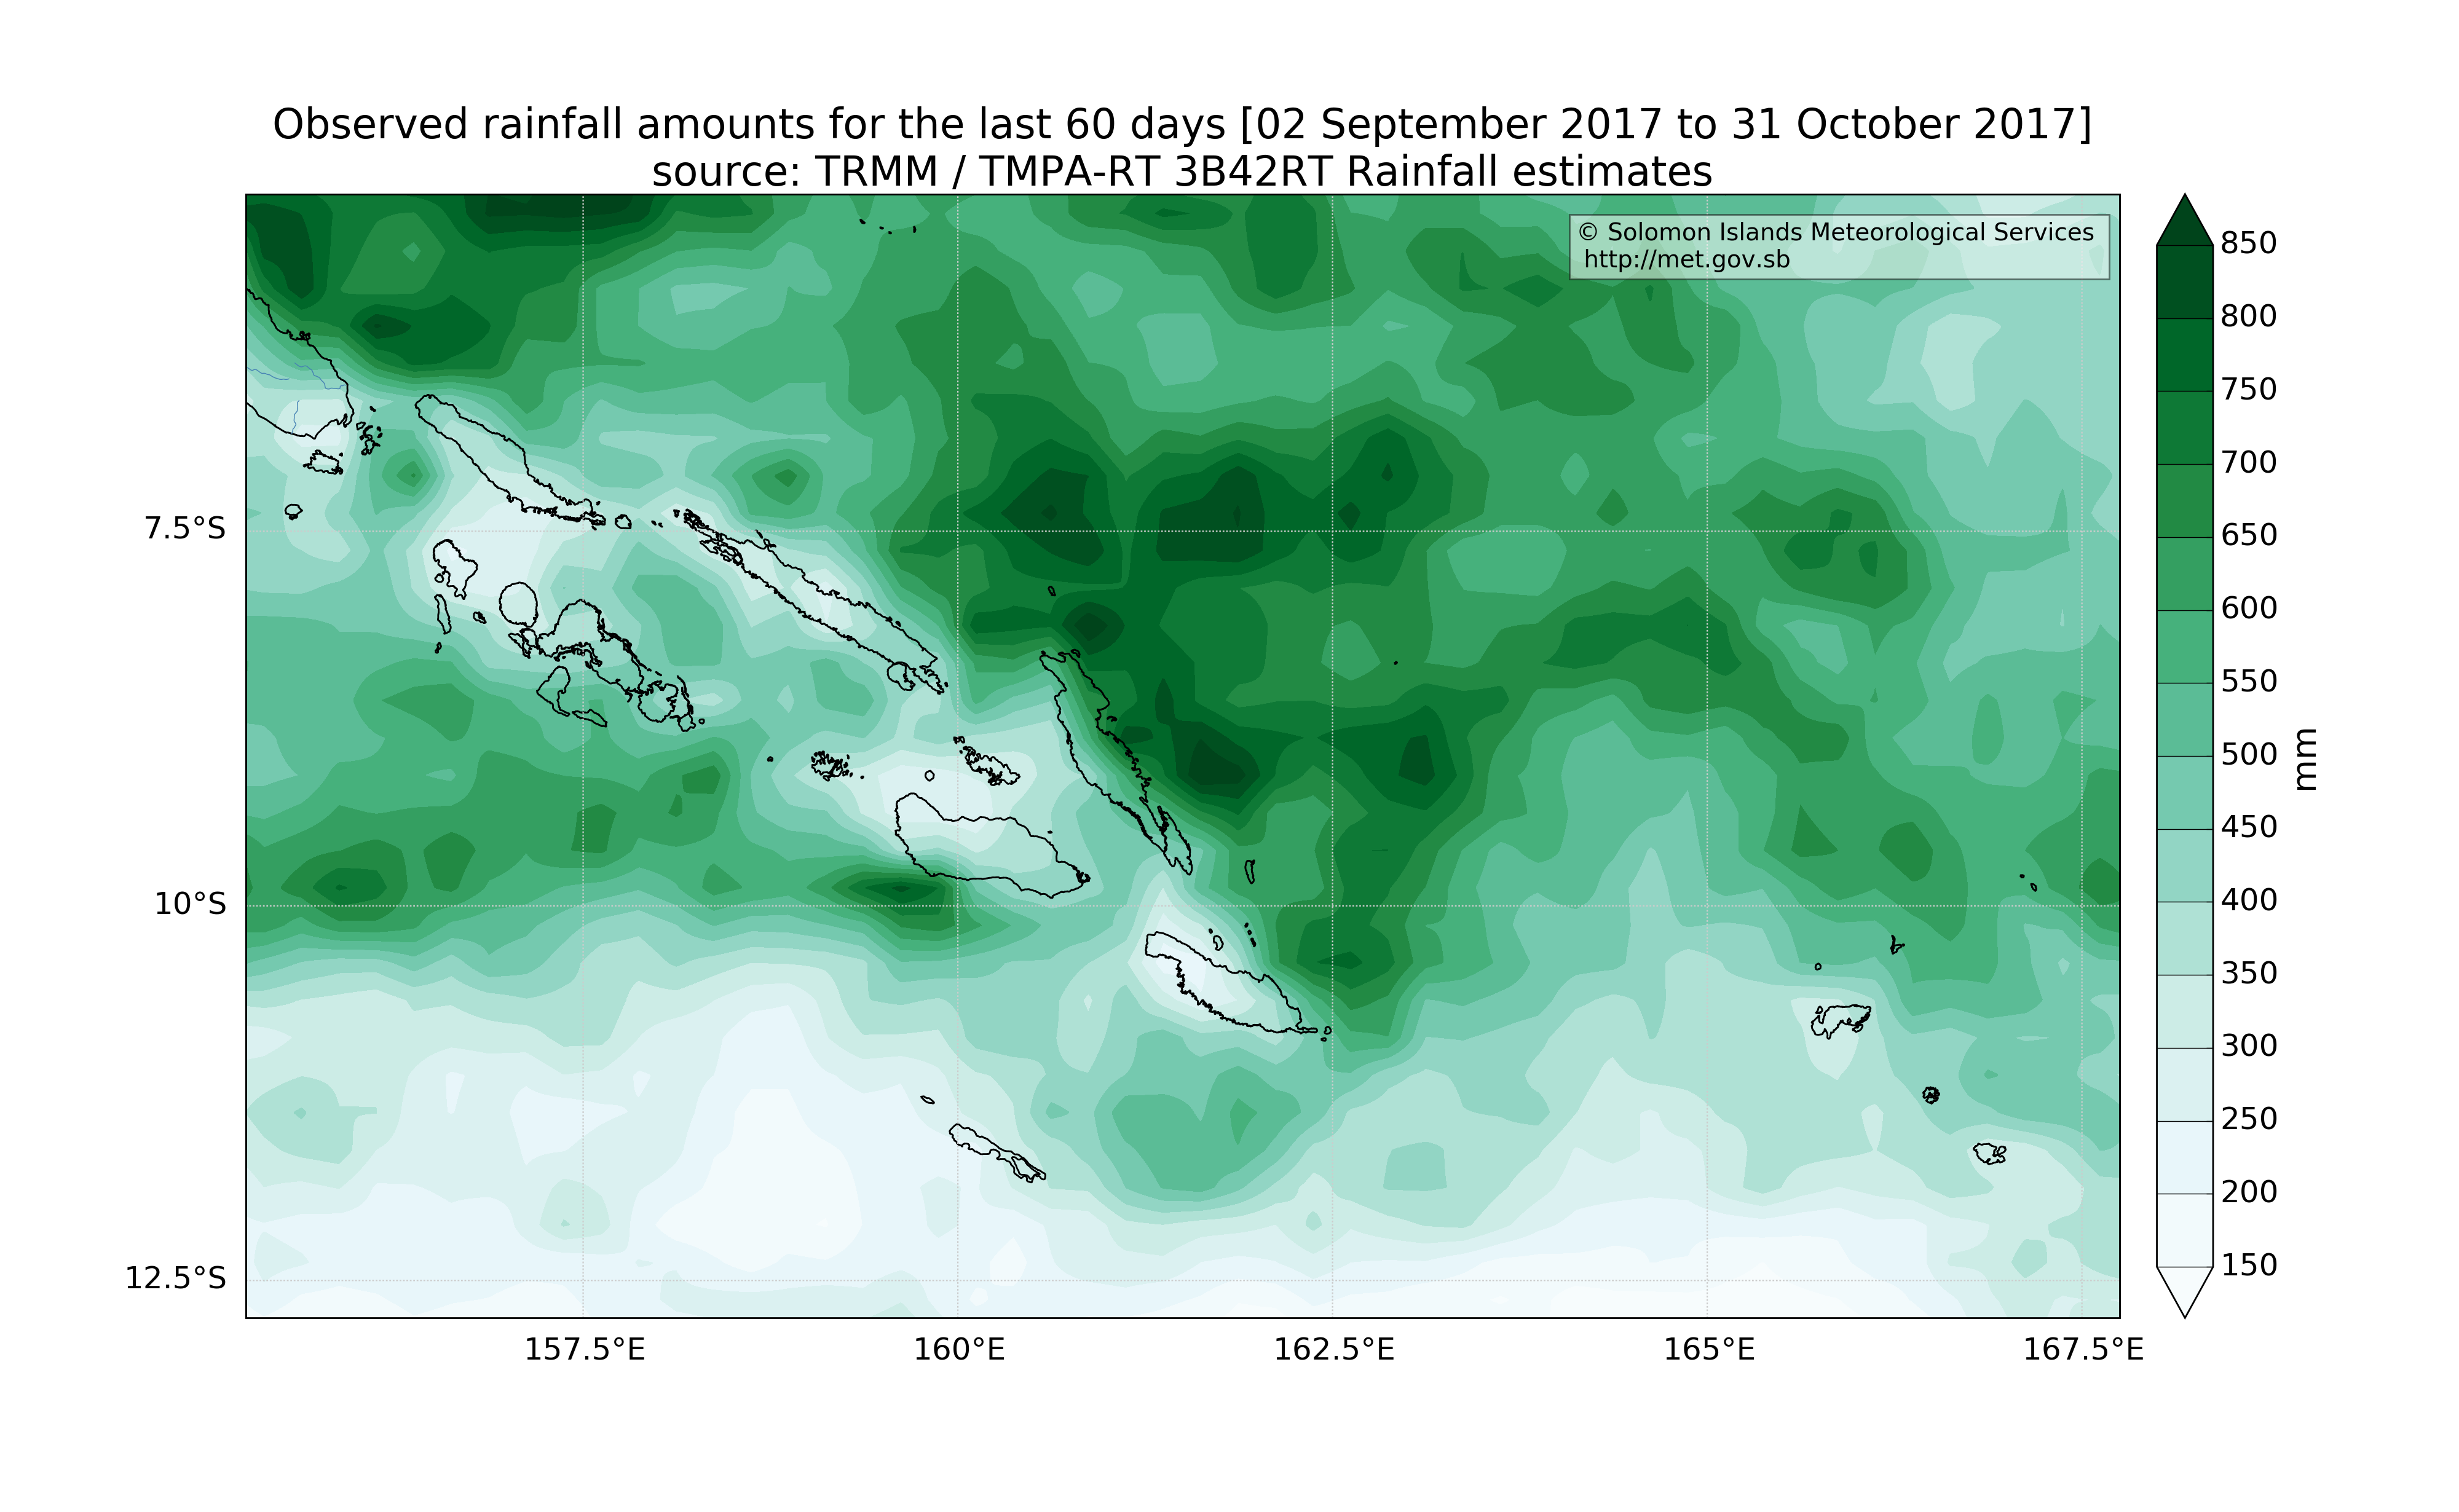 Observed rainfall amounts for the last 60 days [02 September 2017 to 31 October 2017]
source: TRMM / TMPA-RT 3B42RT Rainfall estimates
© Solomon Islands Meteorological Services
http://met.gov.sb
7.5°S
10°S
12.5°S
157.5°E
160°E
162.5°E
165°E
167.5°E
850
800
750
700
650
600
550
500
450
400
350
300
250
200
150
mm